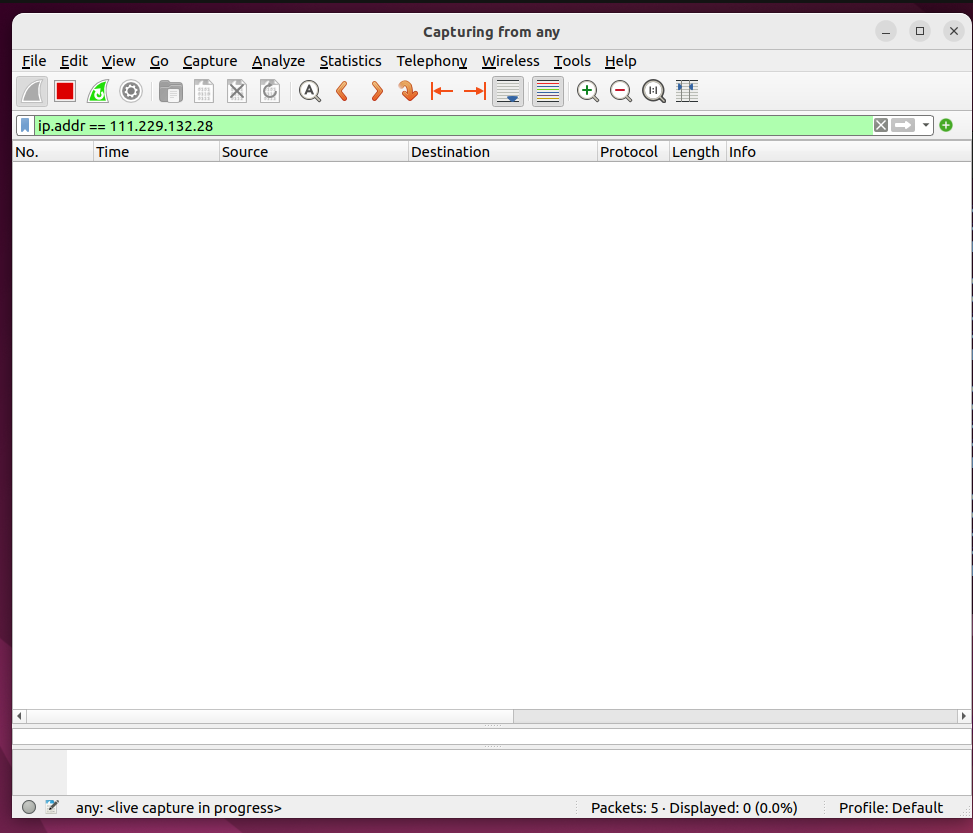 Capturing from any
File Edit View Go Capture Analyze Statistics Telephony Wireless Tools Help
ip.addr == 111.229.132.28
No. Time Source Destination Protocol Length Info
any: <live capture in progress> Packets: 5 · Displayed: 0 (0.0%) Profile: Default